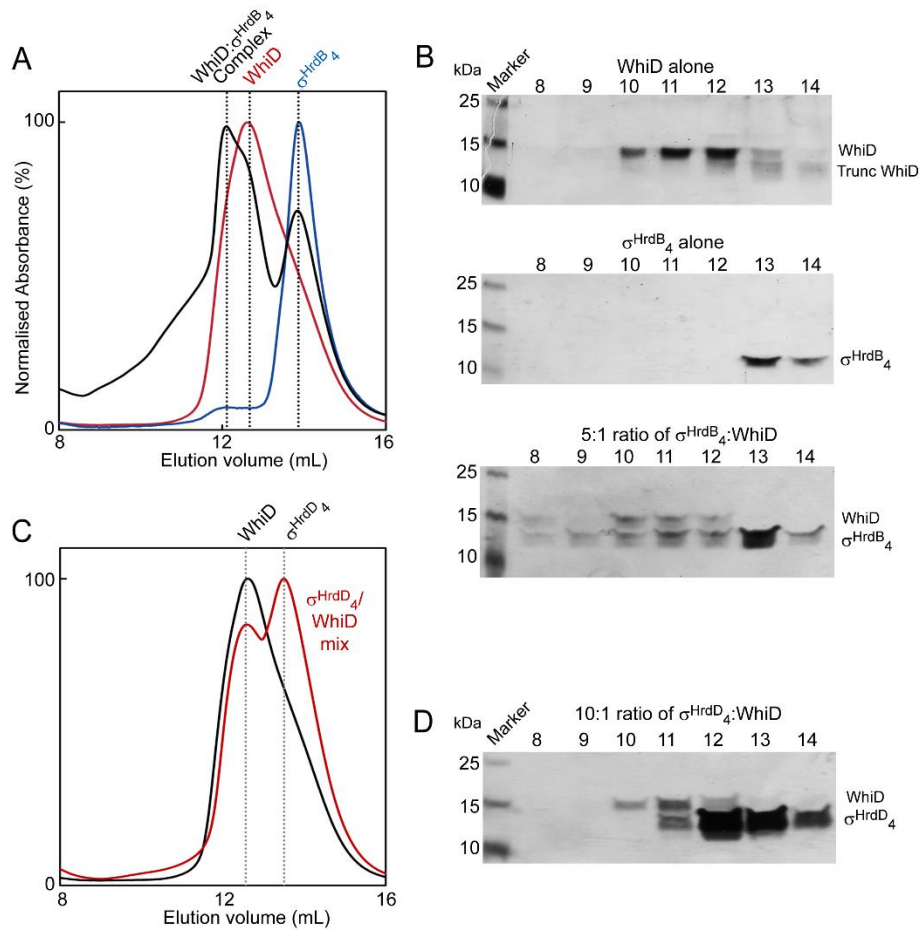 A
WhiD:σHrdB4
Complex
WhiD
σHrdB4
100
Normalised Absorbance (%)
0
8
12
16
Elution volume (mL)
B
kDa
Marker
WhiD alone
8 9 10 11 12 13 14
25
15
10
WhiD
Trunc WhiD
σHrdB4 alone
8 9 10 11 12 13 14
25
15
10
σHrdB4
5:1 ratio of σHrdB4:WhiD
8 9 10 11 12 13 14
25
15
10
WhiD
σHrdB4
C
WhiD
σHrdD4
100
σHrdD4/
WhiD
mix
0
8
12
16
Elution volume (mL)
D
kDa
Marker
10:1 ratio of σHrdD4:WhiD
8 9 10 11 12 13 14
25
15
10
WhiD
σHrdD4